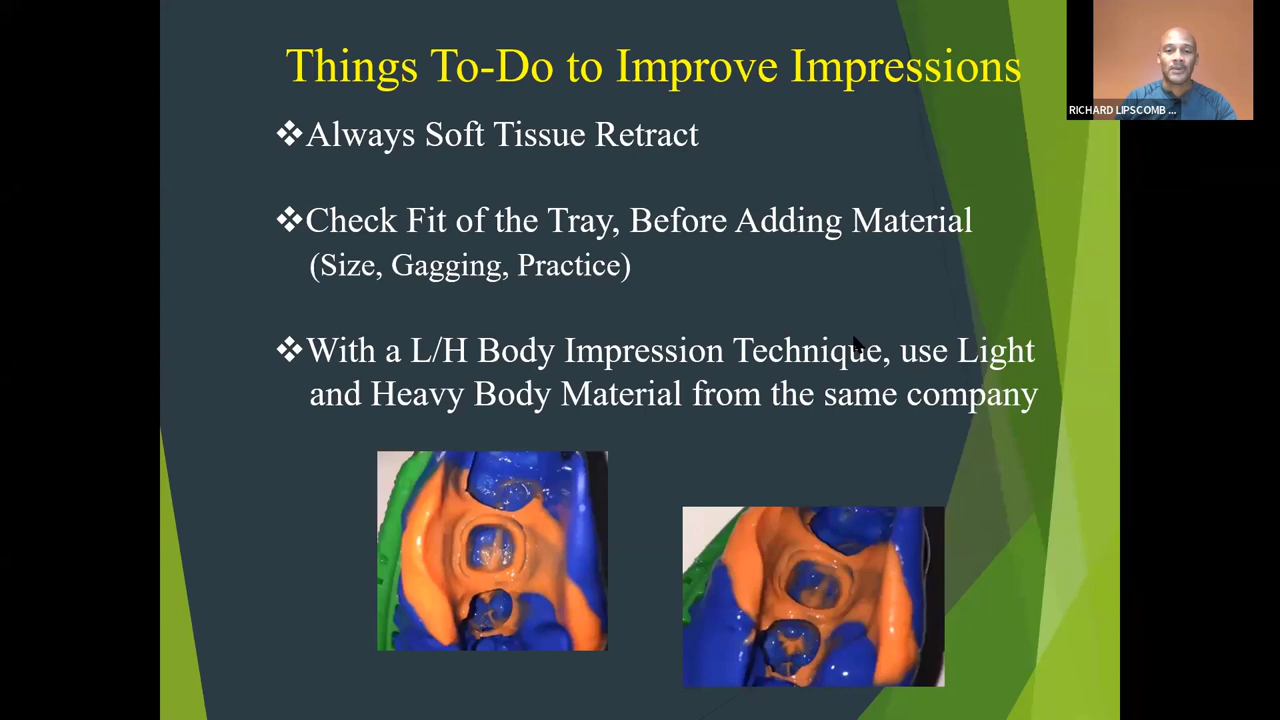 Things To-Do to Improve Impressions
RICHARD LIPSCOMB ...
❖Always Soft Tissue Retract
❖Check Fit of the Tray, Before Adding Material
(Size, Gagging, Practice)
❖With a L/H Body Impression Technique, use Light
and Heavy Body Material from the same company